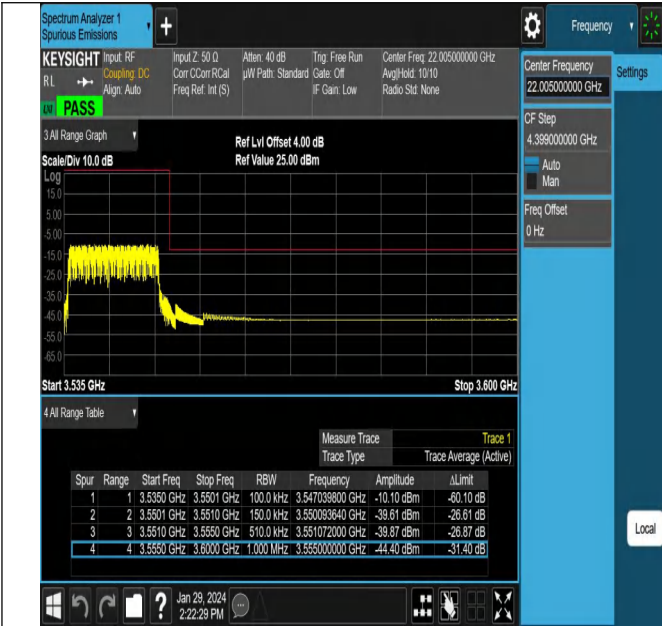 Spectrum Analyzer 1
Spurious Emissions
Frequency
KEYSIGHT Input: RF Input Z: 50 Ω Atten: 40 dB Trig: Free Run Center Freq: 22.005000000 GHz
RL Coupling: DC Corr CCorr RCal µW Path: Standard Gate: Off Avg|Hold: 10/10
Align: Auto Freq Ref: Int (S) IF Gain: Low Radio Std: None
PASS
Center Frequency
22.005000000 GHz
Settings
CF Step
4.399000000 GHz
Auto
Man
Freq Offset
0 Hz
3 All Range Graph
Ref Lvl Offset 4.00 dB
Scale/Div 10.0 dB Ref Value 25.00 dBm
Log
15.0
5.00
-5.00
-15.0
-25.0
-35.0
-45.0
-55.0
-65.0
Start 3.535 GHz Stop 3.600 GHz
4 All Range Table
Measure Trace Trace 1
Trace Type Trace Average (Active)
Spur Range Start Freq Stop Freq RBW Frequency Amplitude ΔLimit
1 1 3.5350 GHz 3.5501 GHz 100.0 kHz 3.547039800 GHz -10.10 dBm -60.10 dB
2 2 3.5501 GHz 3.5510 GHz 150.0 kHz 3.550093640 GHz -39.61 dBm -26.61 dB
3 3 3.5510 GHz 3.5550 GHz 510.0 kHz 3.551072000 GHz -39.87 dBm -26.87 dB
4 4 3.5550 GHz 3.6000 GHz 1.000 MHz 3.555000000 GHz -44.40 dBm -31.40 dB
Local
Jan 29, 2024
2:22:29 PM